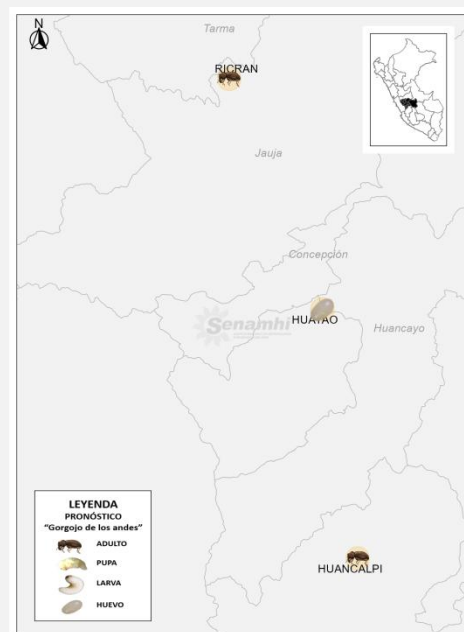 N
Tarma
RICRAN
Jauja
Concepción
Senamhi
HUAYAO
Huancayo
LEYENDA
PRONÓSTICO
"Gorgojo de los andes"
ADULTO
PUPA
LARVA
HUEVO
HUANCALPI